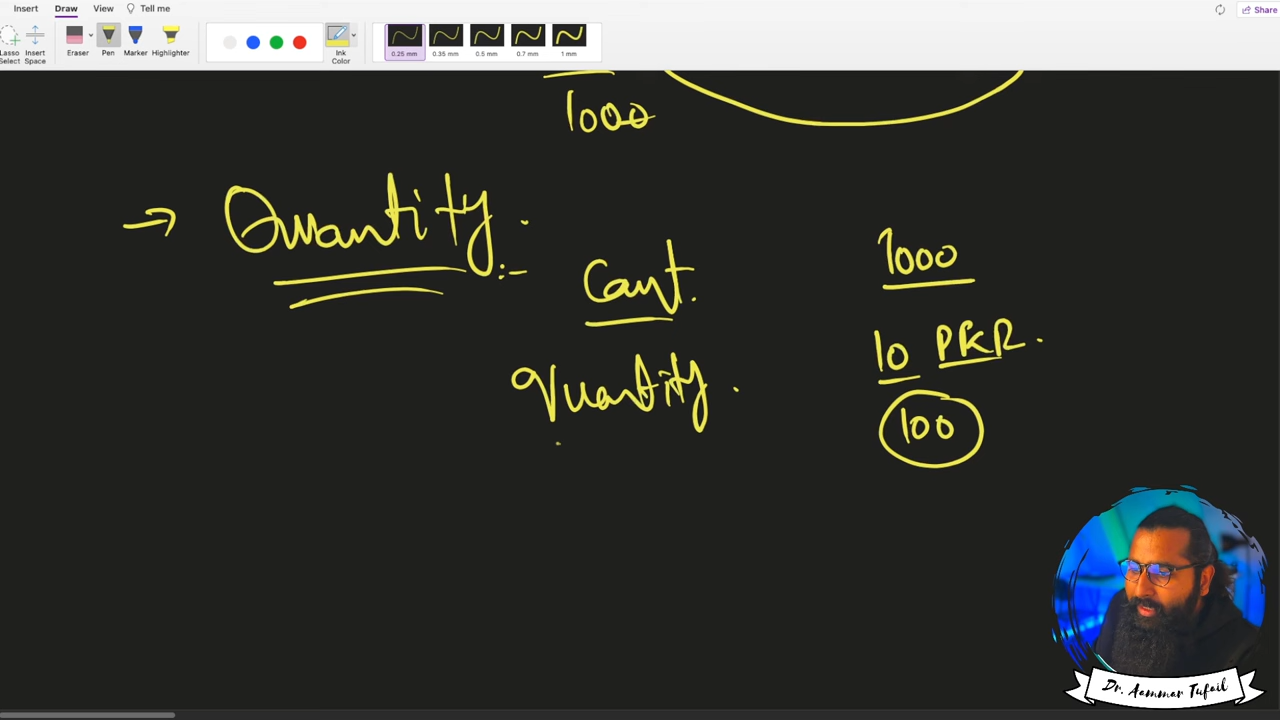 Insert Draw View Tell me Share
Lasso Select Insert Space Eraser Pen Marker Highlighter Ink Color 0.25 mm 0.35 mm 0.5 mm 0.7 mm 1 mm
1000
→ Quantity :-
1000
10 PKR.
quantity.
100
Dr. Aammar Tufail